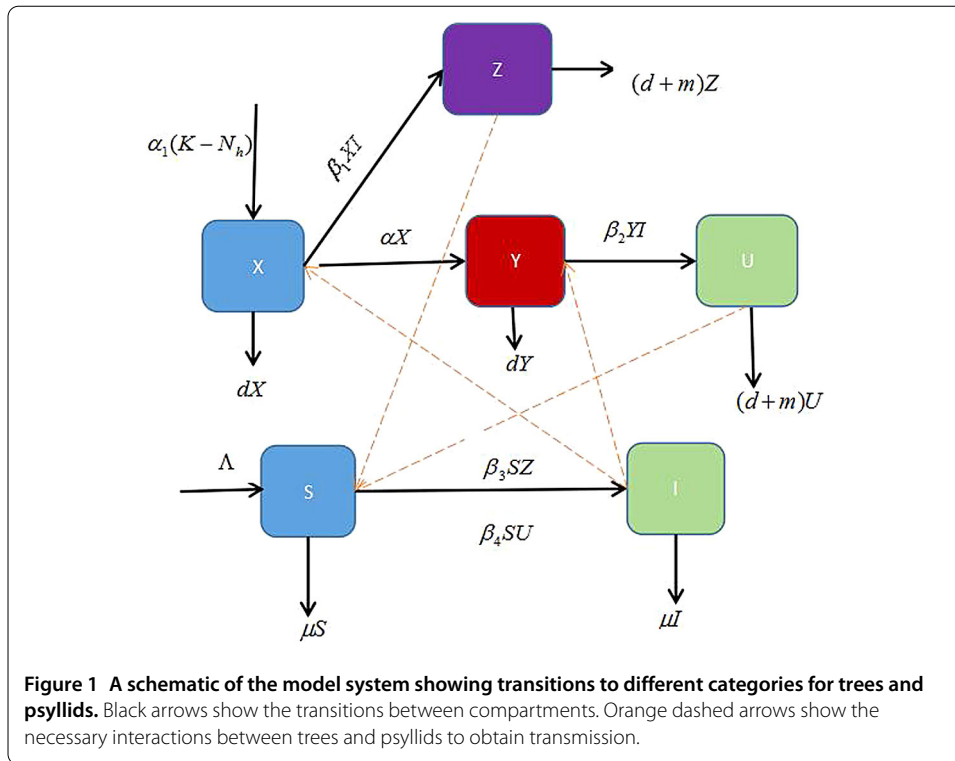 Z
(d+m)Z
α₁(K − Nₕ)
β₁XI
X
αX
Y
β₂YI
U
dX
dY
(d+m)U
Λ
S
β₃SZ
β₄SU
I
μS
μI
Figure 1 A schematic of the model system showing transitions to different categories for trees and
psyllids. Black arrows show the transitions between compartments. Orange dashed arrows show the
necessary interactions between trees and psyllids to obtain transmission.